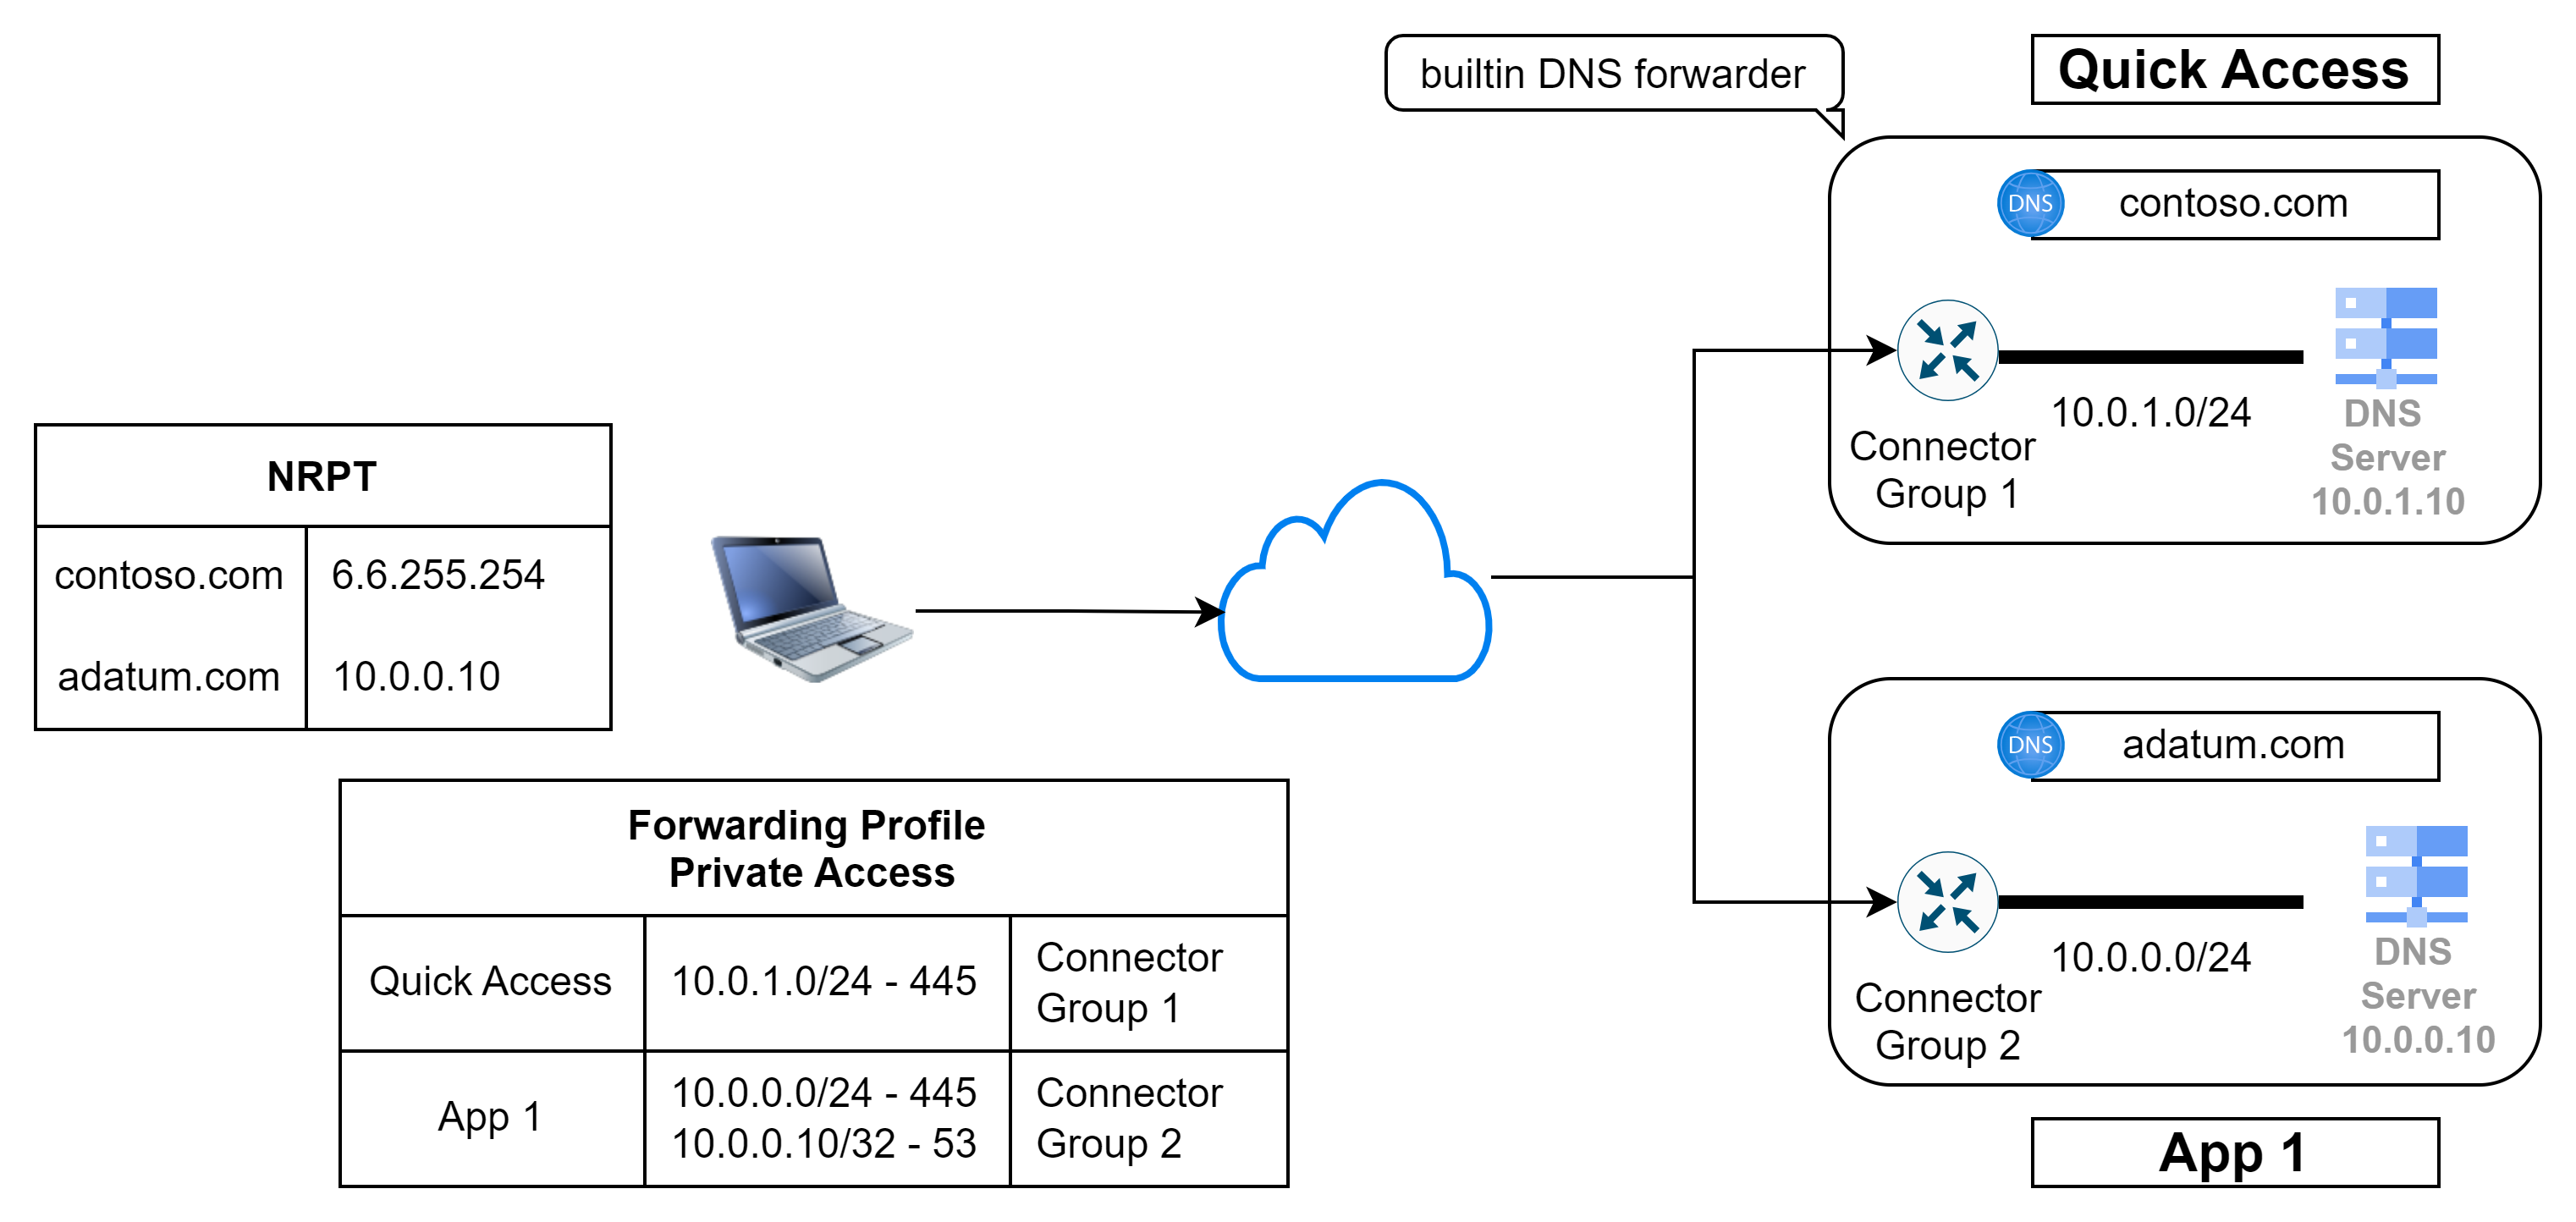 builtin DNS forwarder
Quick Access
DNS
contoso.com
10.0.1.0/24
Connector
Group 1
DNS
Server
10.0.1.10
NRPT
contoso.com 6.6.255.254
adatum.com 10.0.0.10
Forwarding Profile
Private Access
Quick Access
10.0.1.0/24 - 445
Connector
Group 1
App 1
10.0.0.0/24 - 445
10.0.0.10/32 - 53
Connector
Group 2
DNS
adatum.com
10.0.0.0/24
Connector
Group 2
DNS
Server
10.0.0.10
App 1